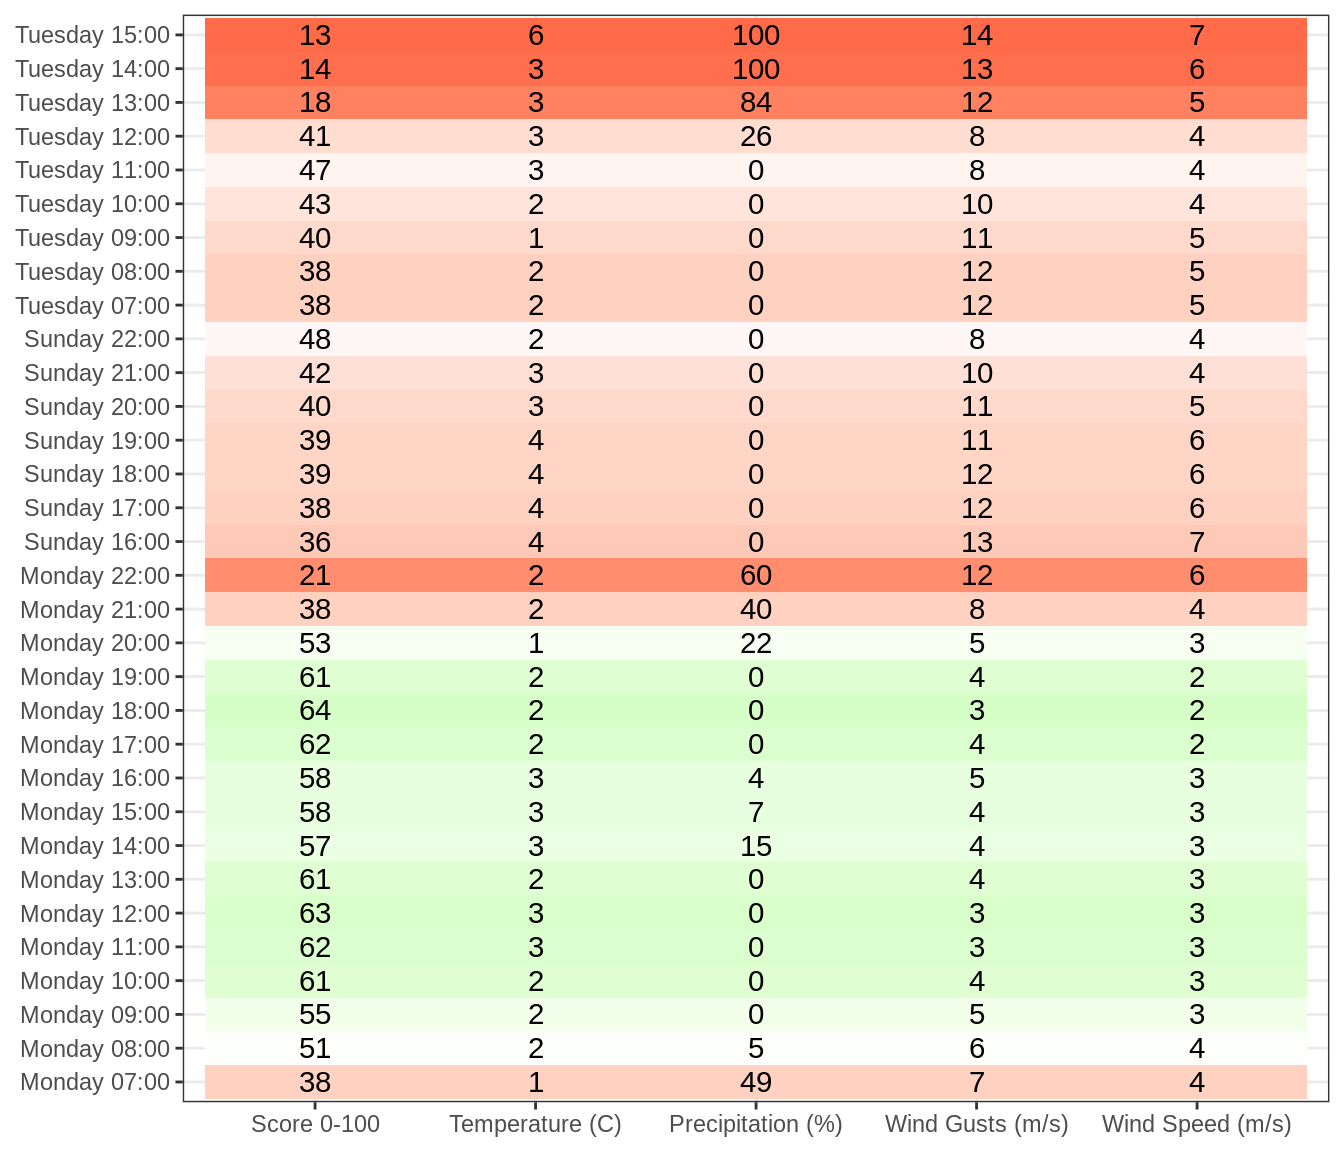 Tuesday 15:00 13 6 100 14 7
Tuesday 14:00 14 3 100 13 6
Tuesday 13:00 18 3 84 12 5
Tuesday 12:00 41 3 26 8 4
Tuesday 11:00 47 3 0 8 4
Tuesday 10:00 43 2 0 10 4
Tuesday 09:00 40 1 0 11 5
Tuesday 08:00 38 2 0 12 5
Tuesday 07:00 38 2 0 12 5
Sunday 22:00 48 2 0 8 4
Sunday 21:00 42 3 0 10 4
Sunday 20:00 40 3 0 11 5
Sunday 19:00 39 4 0 11 6
Sunday 18:00 39 4 0 12 6
Sunday 17:00 38 4 0 12 6
Sunday 16:00 36 4 0 13 7
Monday 22:00 21 2 60 12 6
Monday 21:00 38 2 40 8 4
Monday 20:00 53 1 22 5 3
Monday 19:00 61 2 0 4 2
Monday 18:00 64 2 0 3 2
Monday 17:00 62 2 0 4 2
Monday 16:00 58 3 4 5 3
Monday 15:00 58 3 7 4 3
Monday 14:00 57 3 15 4 3
Monday 13:00 61 2 0 4 3
Monday 12:00 63 3 0 3 3
Monday 11:00 62 3 0 3 3
Monday 10:00 61 2 0 4 3
Monday 09:00 55 2 0 5 3
Monday 08:00 51 2 5 6 4
Monday 07:00 38 1 49 7 4
Score 0-100 Temperature (C) Precipitation (%) Wind Gusts (m/s) Wind Speed (m/s)